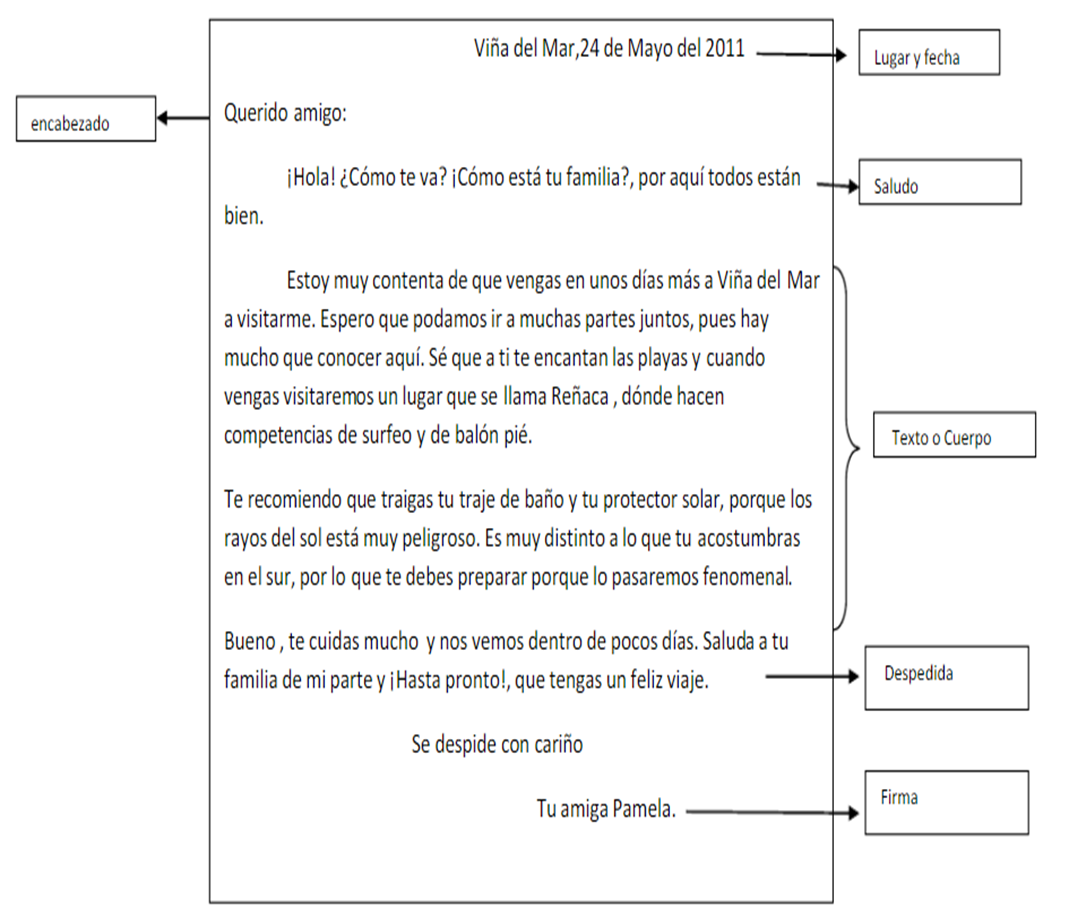 Viña del Mar,24 de Mayo del 2011
Lugar y fecha
encabezado
Querido amigo:
¡Hola! ¿Cómo te va? ¡Cómo está tu familia?, por aquí todos están
bien.
Saludo
Estoy muy contenta de que vengas en unos días más a Viña del Mar
a visitarme. Espero que podamos ir a muchas partes juntos, pues hay
mucho que conocer aquí. Sé que a ti te encantan las playas y cuando
vengas visitaremos un lugar que se llama Reñaca , dónde hacen
competencias de surfeo y de balón pié.
Texto o Cuerpo
Te recomiendo que traigas tu traje de baño y tu protector solar, porque los
rayos del sol está muy peligroso. Es muy distinto a lo que tu acostumbras
en el sur, por lo que te debes preparar porque lo pasaremos fenomenal.
Bueno , te cuidas mucho y nos vemos dentro de pocos días. Saluda a tu
familia de mi parte y ¡Hasta pronto!, que tengas un feliz viaje.
Despedida
Se despide con cariño
Tu amiga Pamela.
Firma